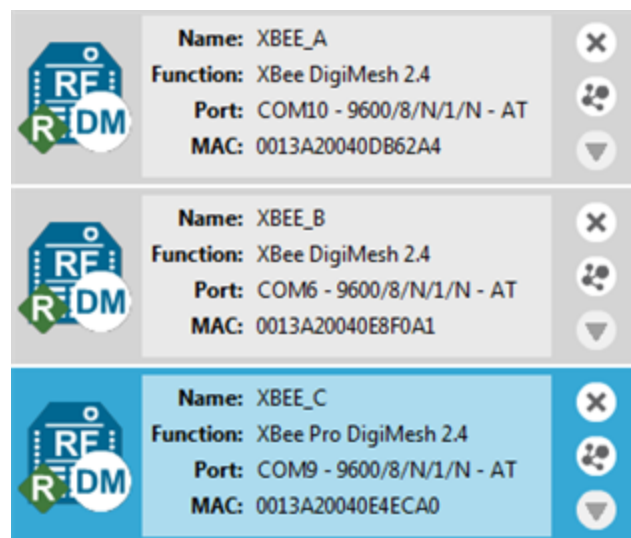 RF
R DM
Name: XBEE_A
Function: XBee DigiMesh 2.4
Port: COM10 - 9600/8/N/1/N - AT
MAC: 0013A20040DB62A4
RF
R DM
Name: XBEE_B
Function: XBee DigiMesh 2.4
Port: COM6 - 9600/8/N/1/N - AT
MAC: 0013A20040E8F0A1
RF
R DM
Name: XBEE_C
Function: XBee Pro DigiMesh 2.4
Port: COM9 - 9600/8/N/1/N - AT
MAC: 0013A20040E4ECA0